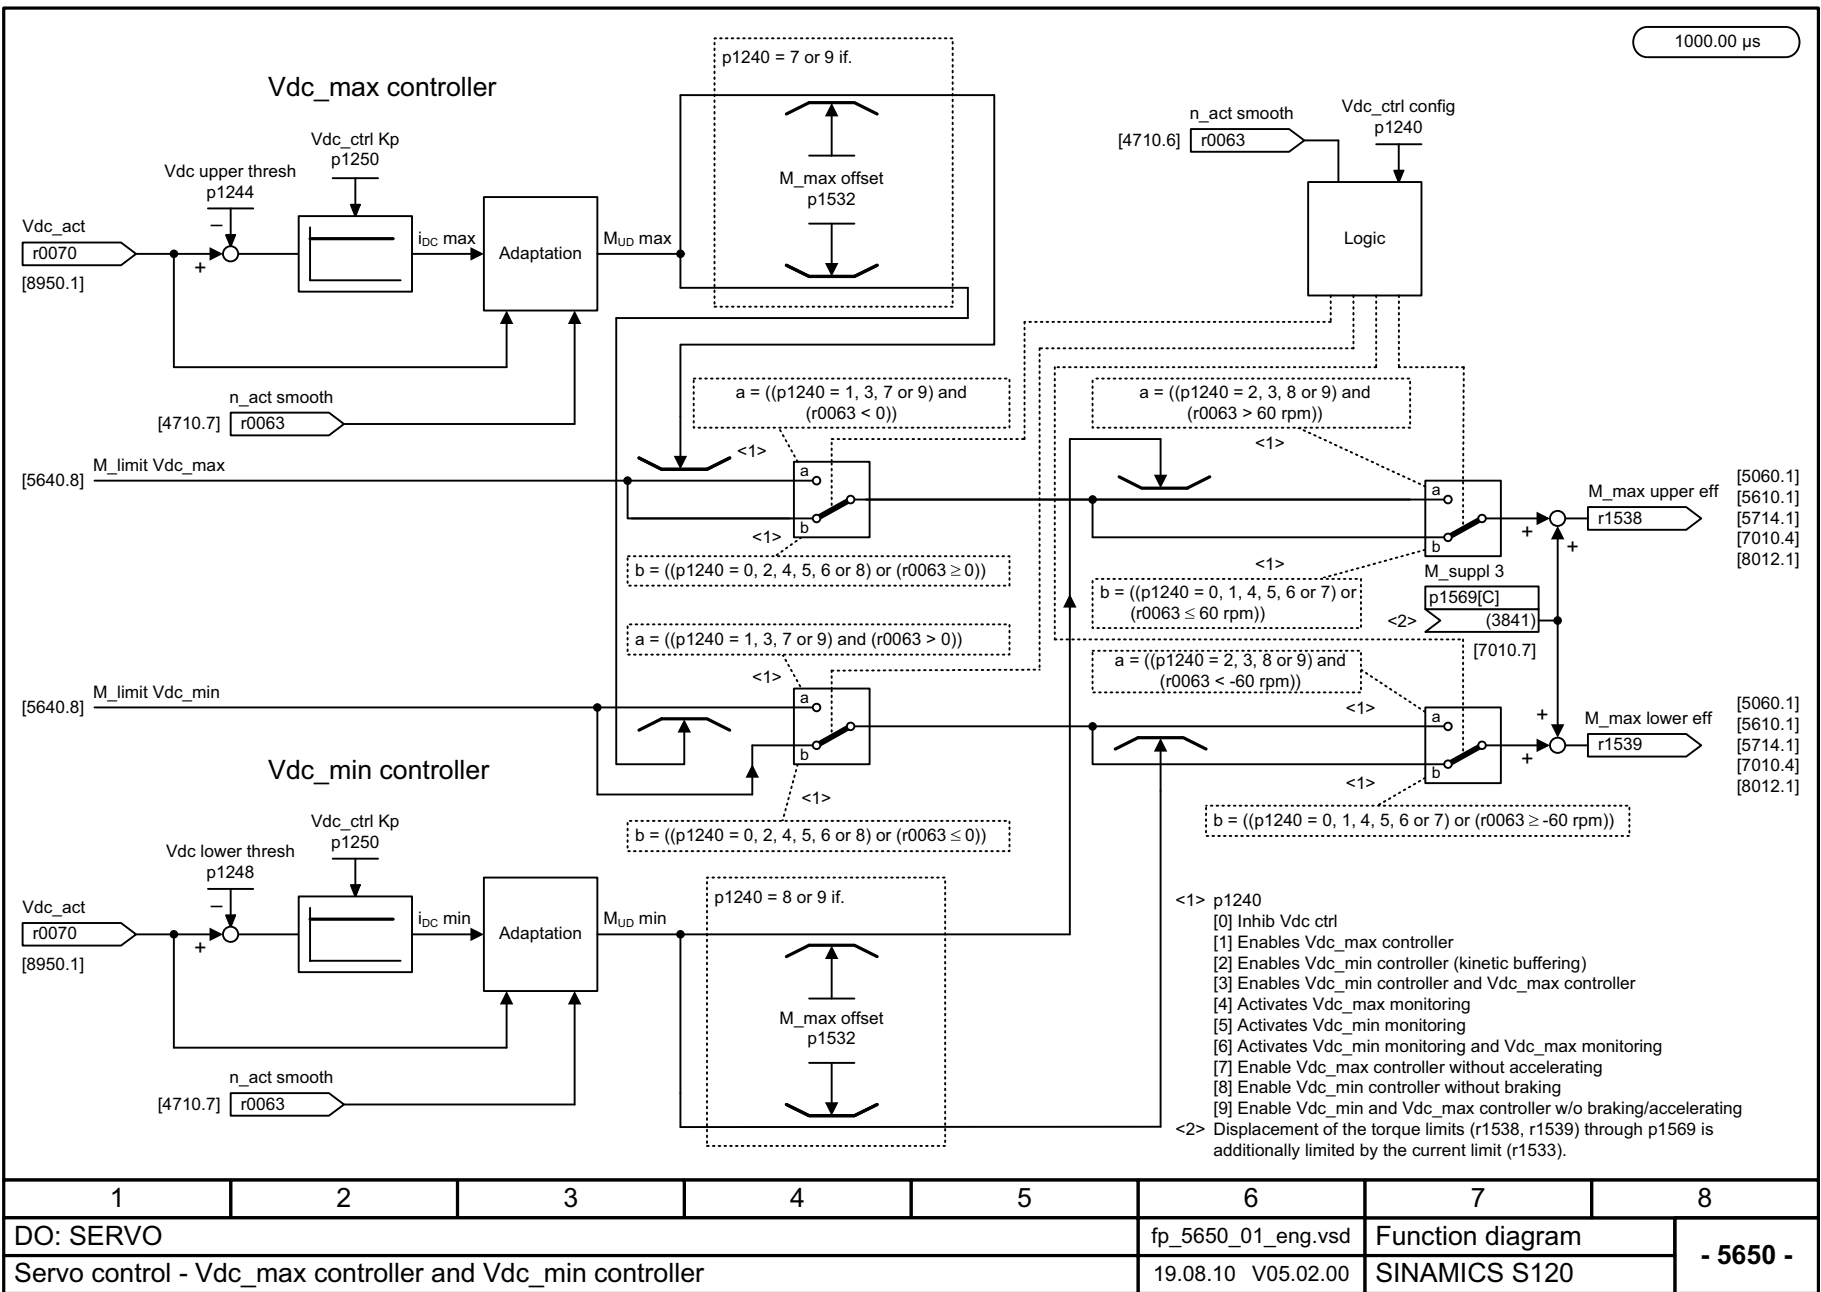 1000.00 µs
p1240 = 7 or 9 if.
Vdc_max controller
Vdc_ctrl Kp
p1250
Vdc upper thresh
p1244
–
Vdc_act
r0070
[8950.1]
+
iDC max
Adaptation
MUD max
M_max offset
p1532
n_act smooth
[4710.7] r0063
n_act smooth
[4710.6] r0063
Vdc_ctrl config
p1240
Logic
a = ((p1240 = 1, 3, 7 or 9) and
(r0063 < 0))
<1>
a = ((p1240 = 2, 3, 8 or 9) and
(r0063 > 60 rpm))
<1>
[5640.8] M_limit Vdc_max
a
b
<1>
b = ((p1240 = 0, 2, 4, 5, 6 or 8) or (r0063 ≥ 0))
a
b
<1>
b = ((p1240 = 0, 1, 4, 5, 6 or 7) or
(r0063 ≤ 60 rpm))
+
+
M_max upper eff
r1538
[5060.1]
[5610.1]
[5714.1]
[7010.4]
[8012.1]
M_suppl 3
p1569[C]
<2> (3841)
[7010.7]
a = ((p1240 = 1, 3, 7 or 9) and (r0063 > 0))
<1>
a = ((p1240 = 2, 3, 8 or 9) and
(r0063 < -60 rpm))
<1>
[5640.8] M_limit Vdc_min
a
b
<1>
b = ((p1240 = 0, 2, 4, 5, 6 or 8) or (r0063 ≤ 0))
a
b
<1>
b = ((p1240 = 0, 1, 4, 5, 6 or 7) or (r0063 ≥ -60 rpm))
+
+
M_max lower eff
r1539
[5060.1]
[5610.1]
[5714.1]
[7010.4]
[8012.1]
Vdc_min controller
Vdc_ctrl Kp
p1250
Vdc lower thresh
p1248
–
Vdc_act
r0070
[8950.1]
+
iDC min
Adaptation
MUD min
p1240 = 8 or 9 if.
M_max offset
p1532
n_act smooth
[4710.7] r0063
<1> p1240
[0] Inhib Vdc ctrl
[1] Enables Vdc_max controller
[2] Enables Vdc_min controller (kinetic buffering)
[3] Enables Vdc_min controller and Vdc_max controller
[4] Activates Vdc_max monitoring
[5] Activates Vdc_min monitoring
[6] Activates Vdc_min monitoring and Vdc_max monitoring
[7] Enable Vdc_max controller without accelerating
[8] Enable Vdc_min controller without braking
[9] Enable Vdc_min and Vdc_max controller w/o braking/accelerating
<2> Displacement of the torque limits (r1538, r1539) through p1569 is
additionally limited by the current limit (r1533).
1 2 3 4 5 6 7 8
DO: SERVO
fp_5650_01_eng.vsd
Function diagram
- 5650 -
Servo control - Vdc_max controller and Vdc_min controller
19.08.10 V05.02.00
SINAMICS S120